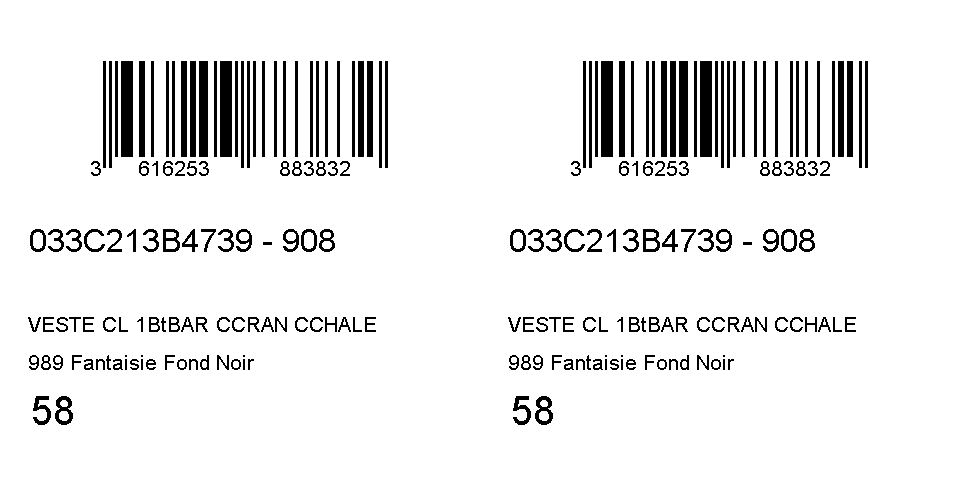 3 616253 883832
033C213B4739 - 908
VESTE CL 1BtBAR CCRAN CCHALE
989 Fantaisie Fond Noir
58
3 616253 883832
033C213B4739 - 908
VESTE CL 1BtBAR CCRAN CCHALE
989 Fantaisie Fond Noir
58